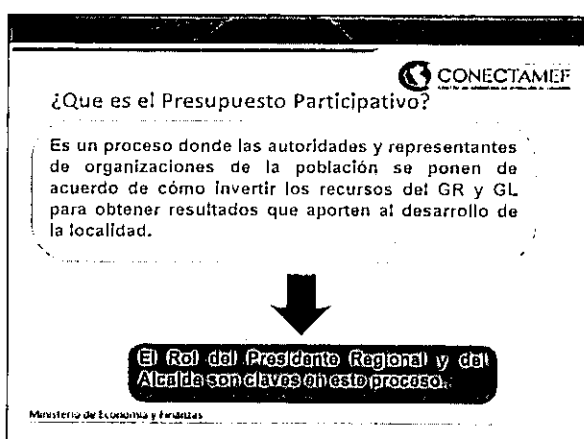 CONECTAMEF
¿Que es el Presupuesto Participativo?
Es un proceso donde las autoridades y representantes
de organizaciones de la población se ponen de
acuerdo de cómo invertir los recursos del GR y GL
para obtener resultados que aporten al desarrollo de
la localidad.
El Rol del Presidente Regional y del
Alcalde son claves en este proceso.
Ministerio de Economía y Finanzas